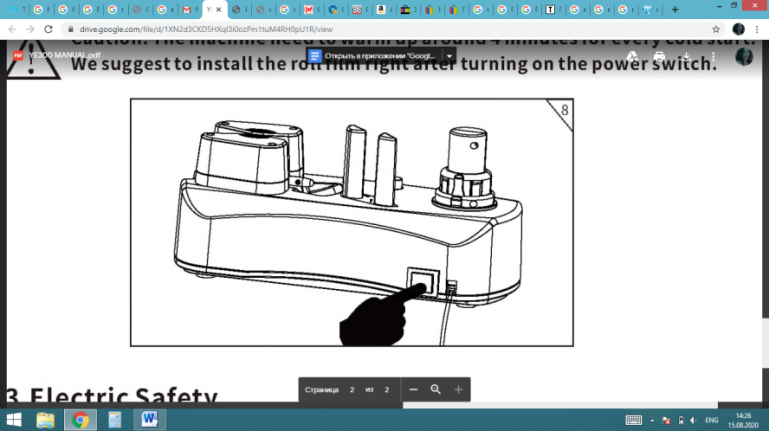 drive.google.com/file/d/1XN2d3CKD5HXql3i0ozPm1tuM4RH0pU1R/view
YE300 MANUAL.pdf
Открыть в приложении "Googl...
We suggest to install the roll film right after turning on the power switch.
8
3 Electric Safety
Страница 2 из 2
ENG
14:26
15.08.2020